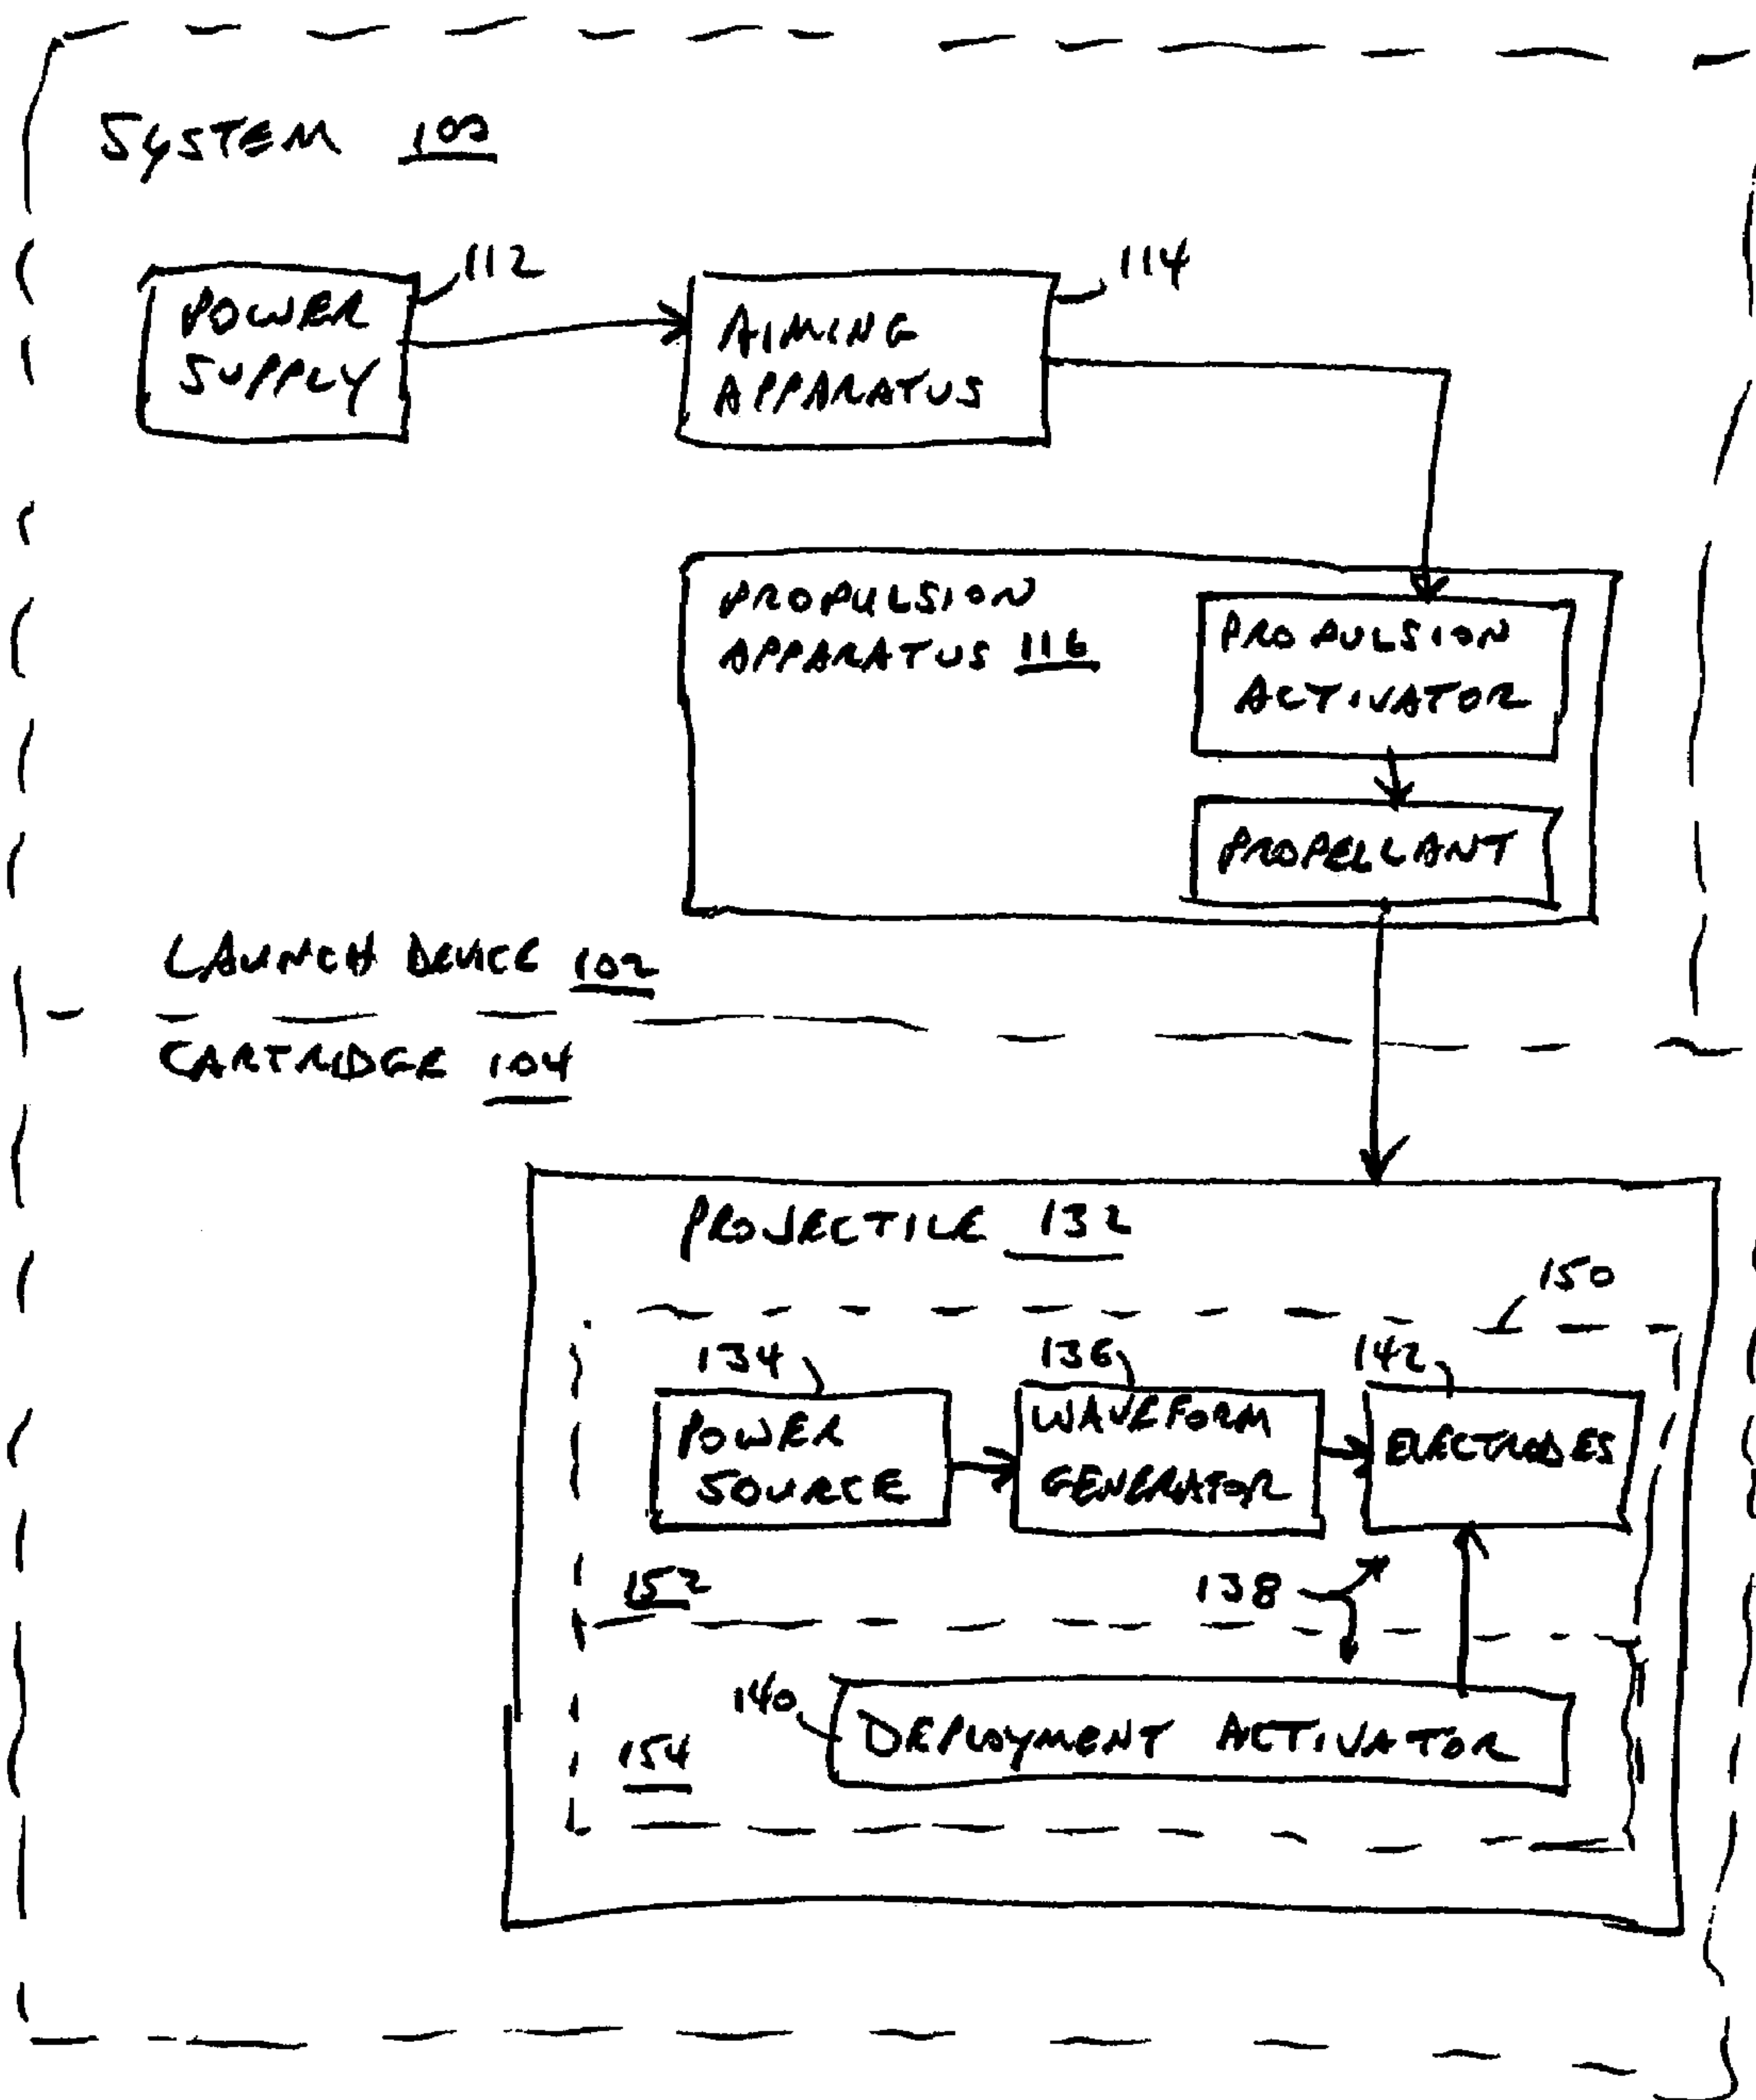 SYSTEM 100
112
114
POWER
SUPPLY
AIMING
APPARATUS
PROPULSION
APPARATUS 116
PROPULSION
ACTIVATOR
PROPELLANT
LAUNCH DEVICE 102
CARTRIDGE 104
PROJECTILE 132
150
134
136
142
POWER
SOURCE
WAVEFORM
GENERATOR
ELECTRODES
152
138
140
DEPLOYMENT ACTIVATOR
154